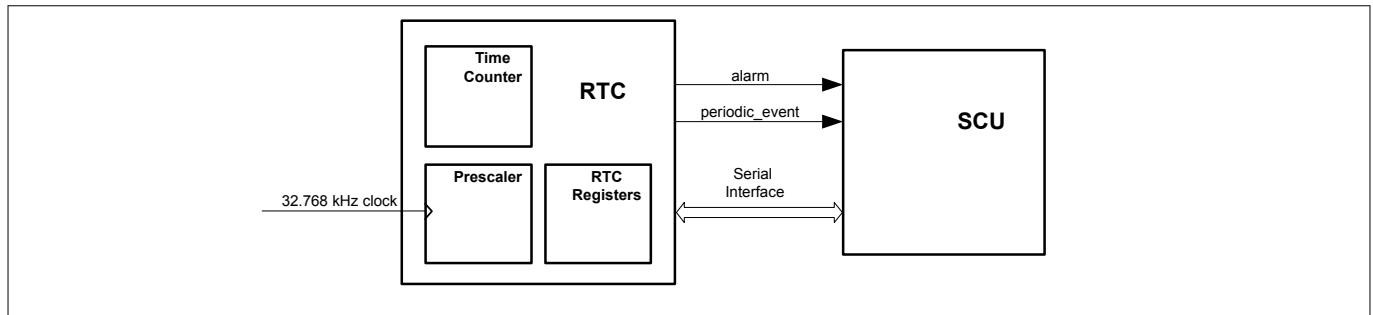 Time
Counter
RTC
alarm
periodic_event
SCU
Prescaler
RTC
Registers
Serial
Interface
32.768 kHz clock